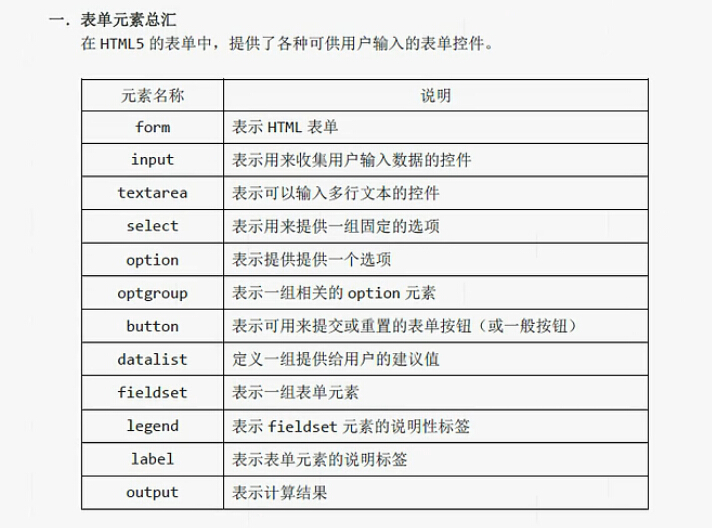 一．表单元素总汇
在 HTML5 的表单中，提供了各种可供用户输入的表单控件。
元素名称 说明
form 表示 HTML 表单
input 表示用来收集用户输入数据的控件
textarea 表示可以输入多行文本的控件
select 表示用来提供一组固定的选项
option 表示提供提供一个选项
optgroup 表示一组相关的 option 元素
button 表示可用来提交或重置的表单按钮（或一般按钮）
datalist 定义一组提供给用户的建议值
fieldset 表示一组表单元素
legend 表示 fieldset 元素的说明性标签
label 表示表单元素的说明标签
output 表示计算结果